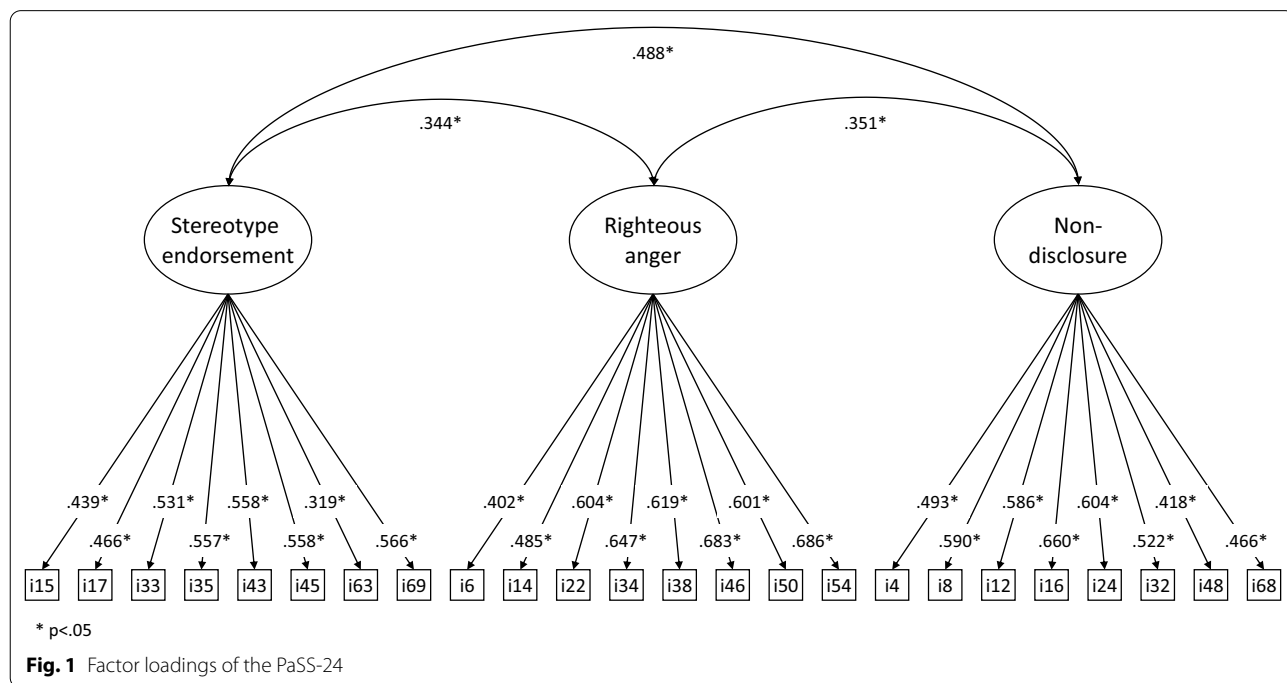 .488*
.344* .351*
Stereotype endorsement Righteous anger Non-disclosure
.439* .531* .558* .319* .402* .604* .619* .601* .493* .586* .604* .418*
.466* .557* .558* .566* .485* .647* .683* .686* .590* .660* .522* .466*
i15 i17 i33 i35 i43 i45 i63 i69 i6 i14 i22 i34 i38 i46 i50 i54 i4 i8 i12 i16 i24 i32 i48 i68
* p<.05
Fig. 1 Factor loadings of the PaSS-24